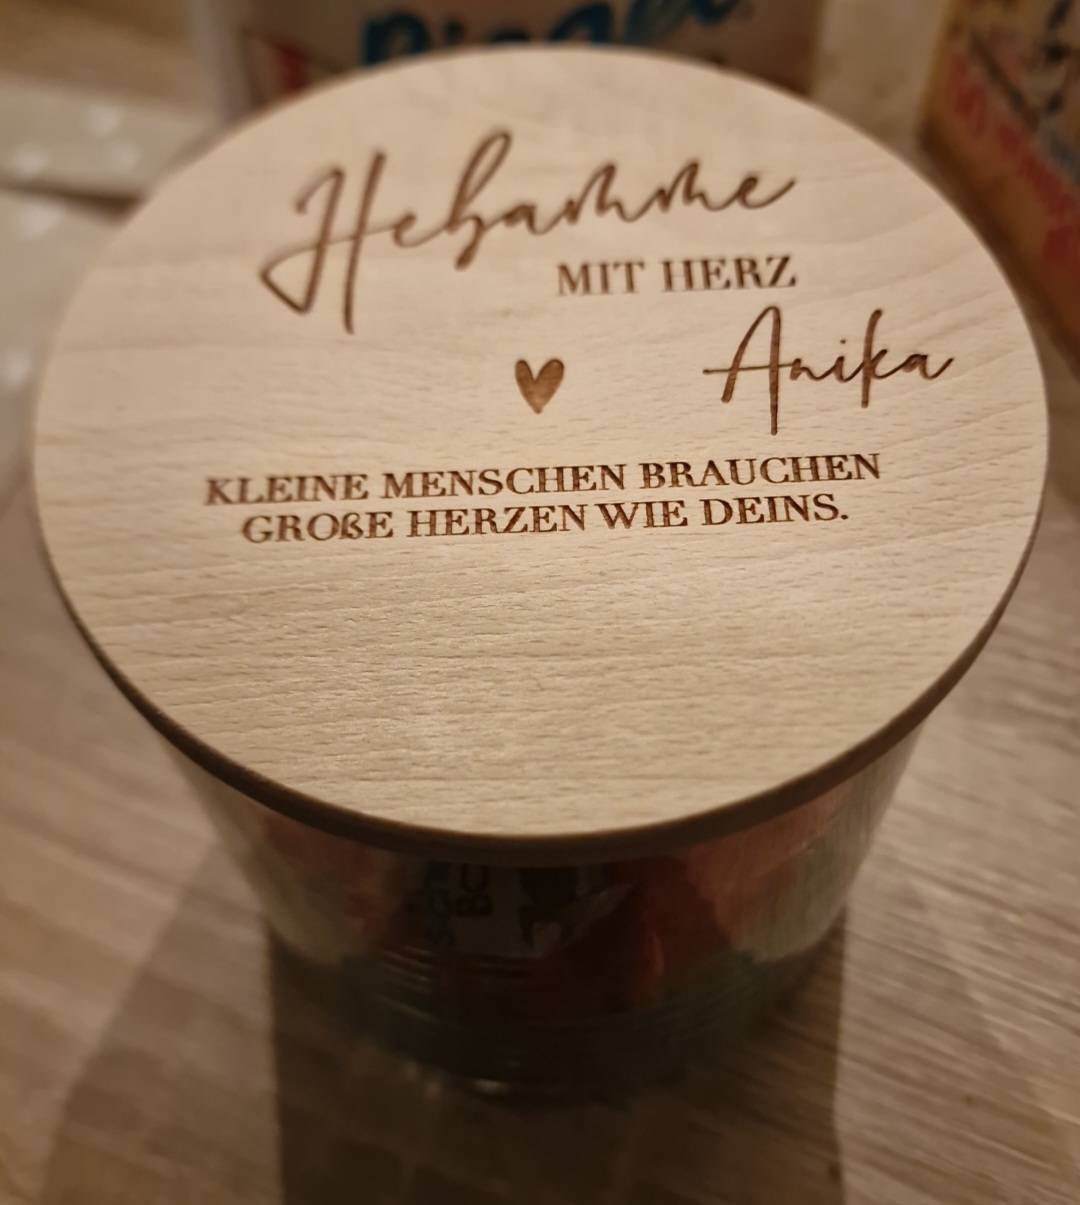 Hebamme
MIT HERZ
Anika
KLEINE MENSCHEN BRAUCHEN
GROßE HERZEN WIE DEINS.